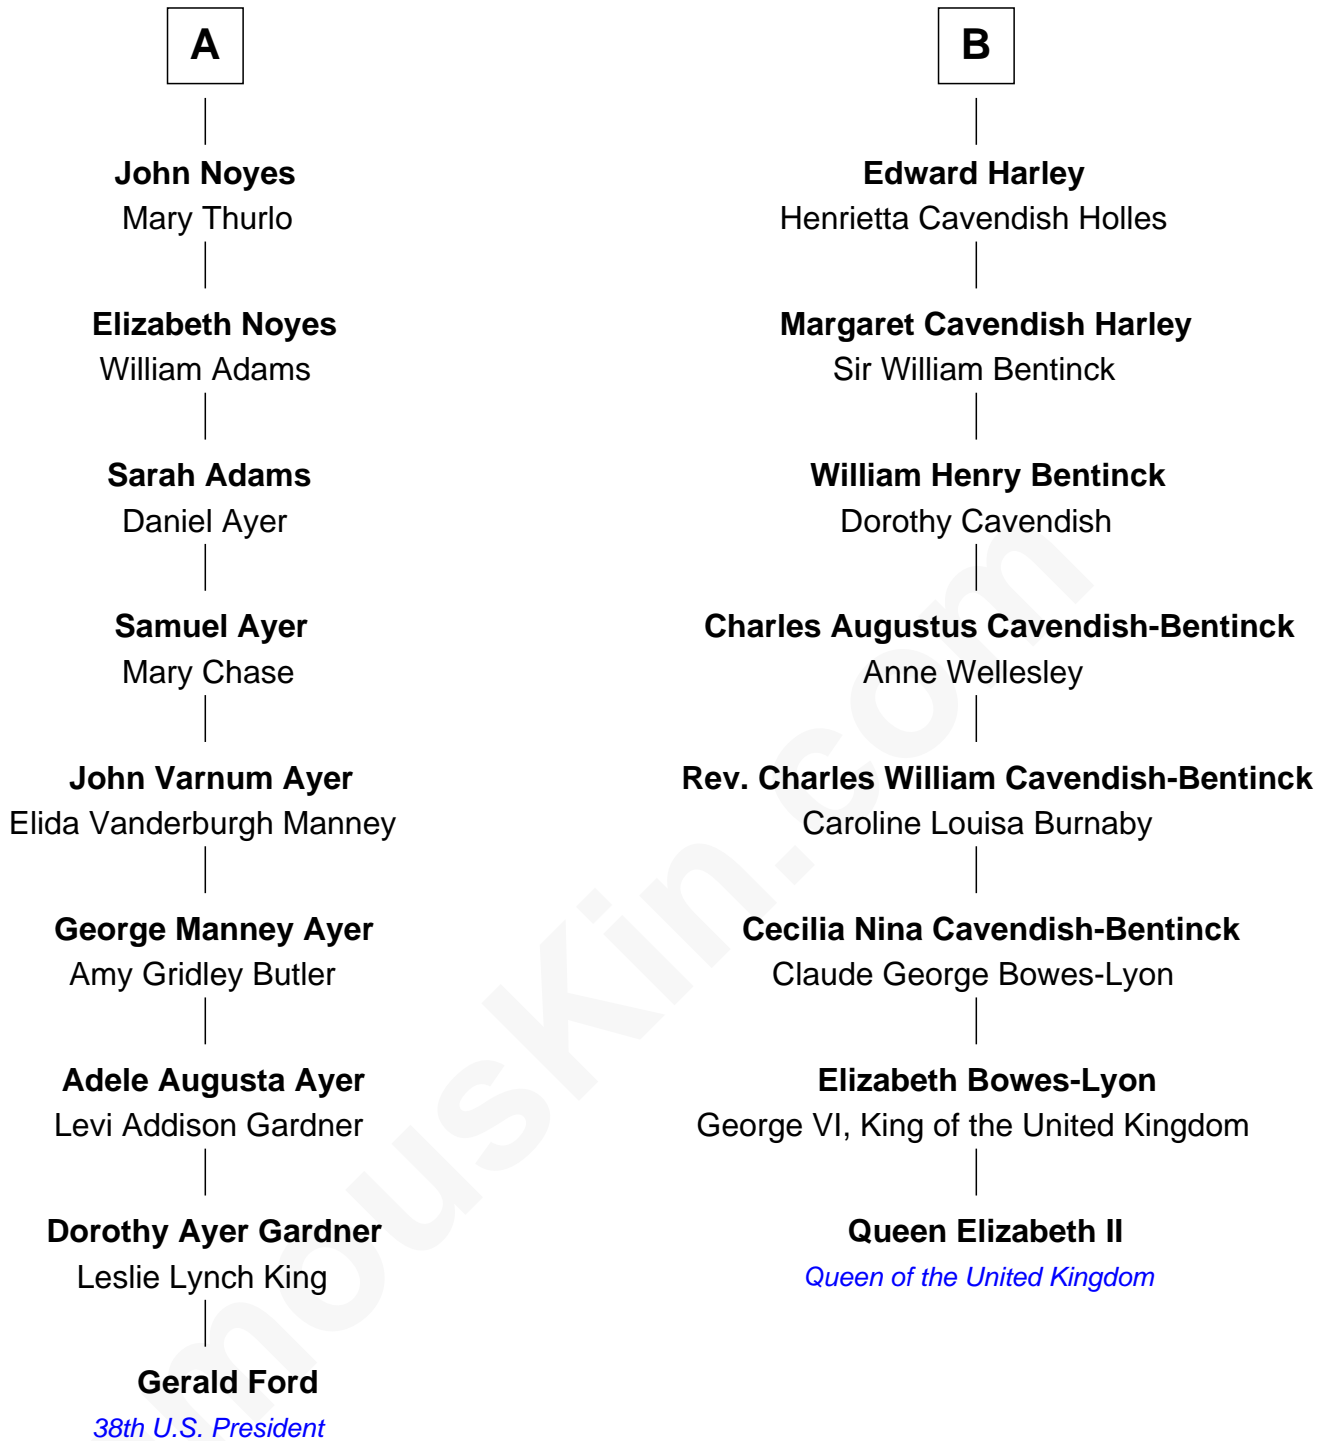 A
John Noyes
Mary Thurlo
Elizabeth Noyes
William Adams
Sarah Adams
Daniel Ayer
Samuel Ayer
Mary Chase
John Varnum Ayer
Elida Vanderburgh Manney
George Manney Ayer
Amy Gridley Butler
Adele Augusta Ayer
Levi Addison Gardner
Dorothy Ayer Gardner
Leslie Lynch King
Gerald Ford
38th U.S. President
B
Edward Harley
Henrietta Cavendish Holles
Margaret Cavendish Harley
Sir William Bentinck
William Henry Bentinck
Dorothy Cavendish
Charles Augustus Cavendish-Bentinck
Anne Wellesley
Rev. Charles William Cavendish-Bentinck
Caroline Louisa Burnaby
Cecilia Nina Cavendish-Bentinck
Claude George Bowes-Lyon
Elizabeth Bowes-Lyon
George VI, King of the United Kingdom
Queen Elizabeth II
Queen of the United Kingdom
mousKin.com